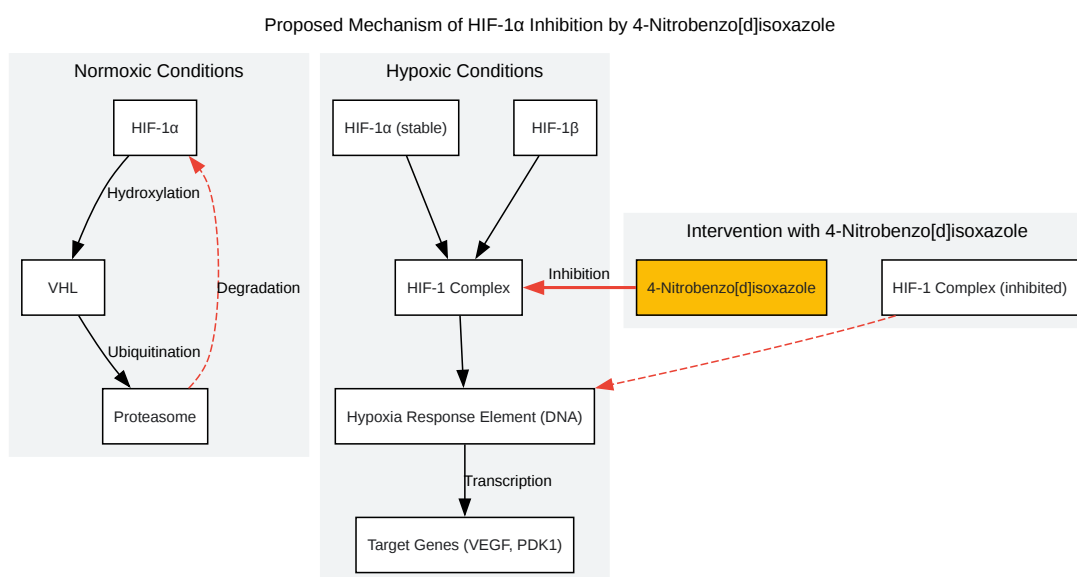 Proposed Mechanism of HIF-1α Inhibition by 4-Nitrobenzo[d]isoxazole
Normoxic Conditions
HIF-1α
Hydroxylation
VHL
Degradation
Ubiquitination
Proteasome
Hypoxic Conditions
HIF-1α (stable)
HIF-1β
HIF-1 Complex
Inhibition
Hypoxia Response Element (DNA)
Transcription
Target Genes (VEGF, PDK1)
Intervention with 4-Nitrobenzo[d]isoxazole
4-Nitrobenzo[d]isoxazole
HIF-1 Complex (inhibited)